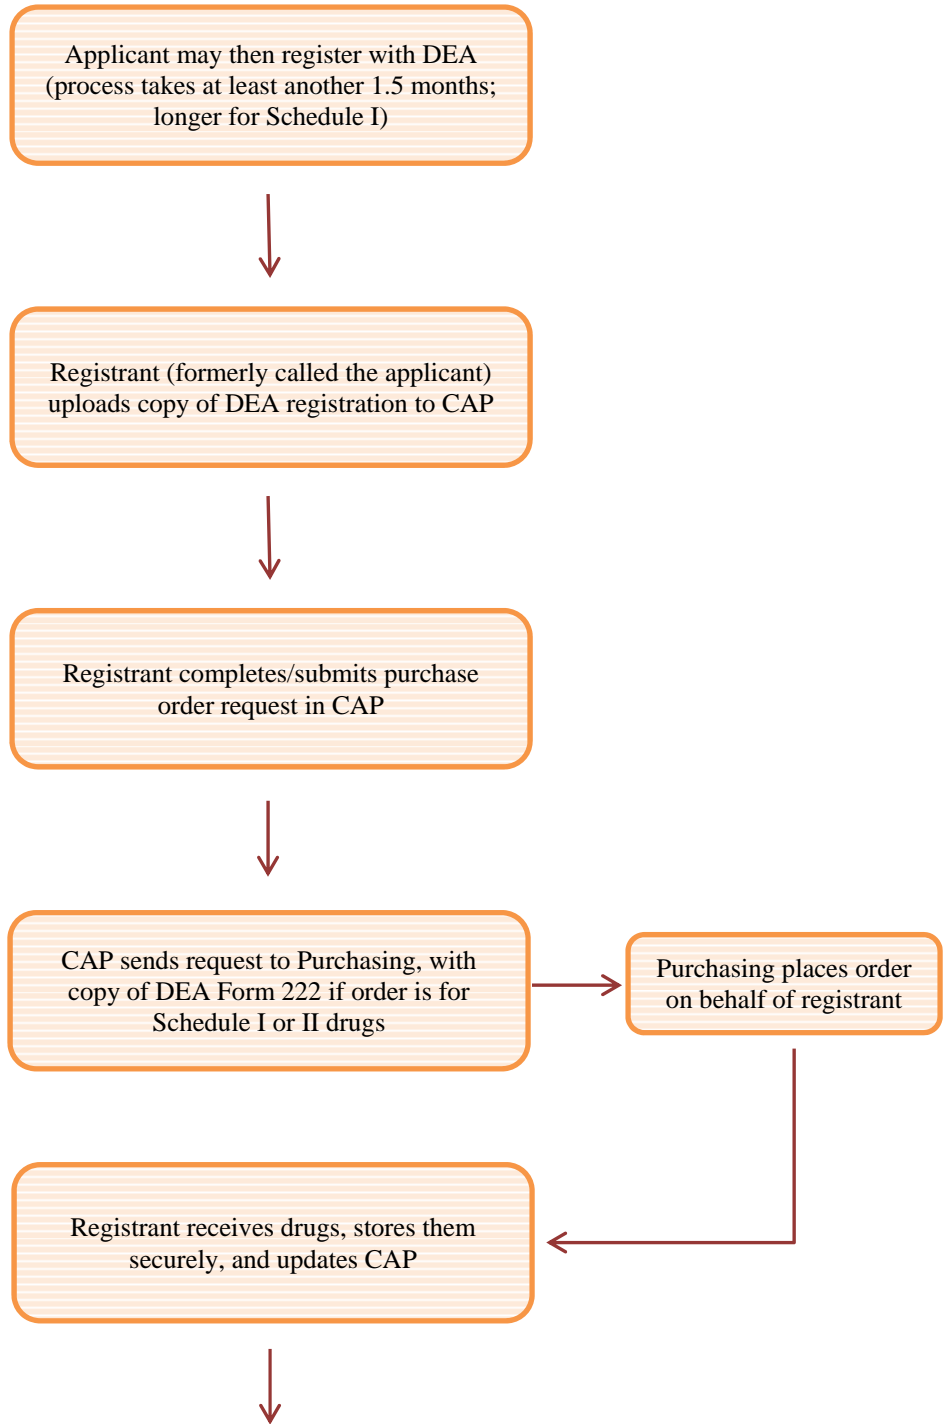 Applicant may then register with DEA
(process takes at least another 1.5 months;
longer for Schedule I)
Registrant (formerly called the applicant)
uploads copy of DEA registration to CAP
Registrant completes/submits purchase
order request in CAP
CAP sends request to Purchasing, with
copy of DEA Form 222 if order is for
Schedule I or II drugs
Purchasing places order
on behalf of registrant
Registrant receives drugs, stores them
securely, and updates CAP